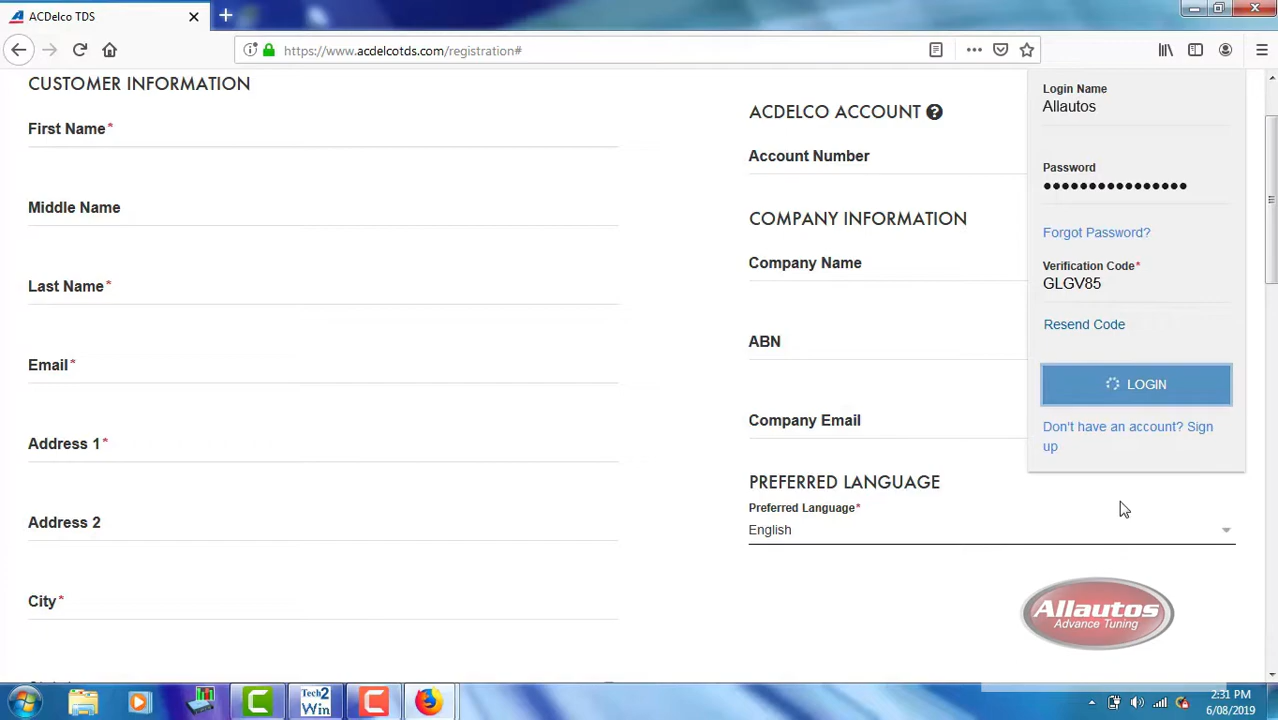 ACDelco TDS
https://www.acdelcotds.com/registration#
CUSTOMER INFORMATION
First Name*
Middle Name
Last Name*
Email*
Address 1*
Address 2
City*
ACDELCO ACCOUNT ?
Account Number
COMPANY INFORMATION
Company Name
ABN
Company Email
PREFERRED LANGUAGE
Preferred Language*
English
Login Name
Allautos
Password
••••••••••••••••
Forgot Password?
Verification Code*
GLGV85
Resend Code
LOGIN
Don't have an account? Sign
up
Allautos
Advance Tuning
Tech2
Win
2:31 PM
6/08/2019